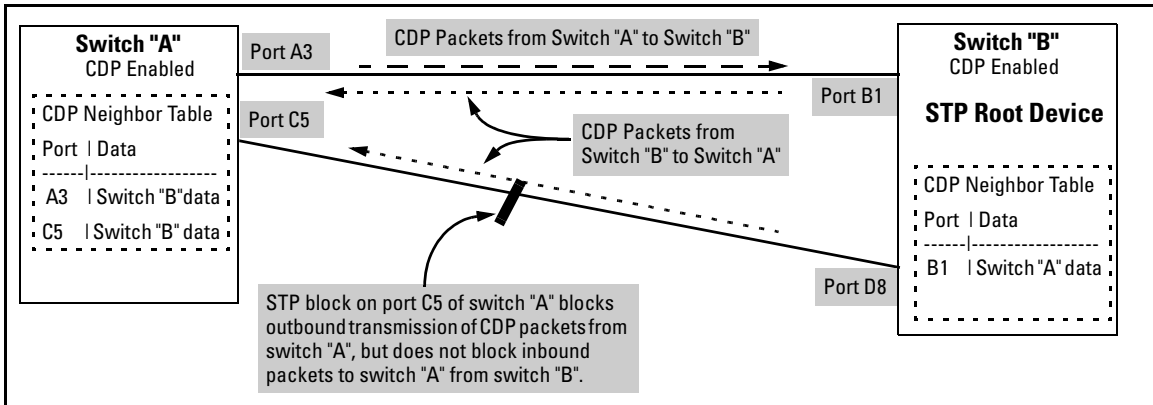 Switch "A"
CDP Enabled
CDP Neighbor Table
Port | Data
------|------------------
A3 | Switch "B"data
C5 | Switch "B" data
Port A3
Port C5
CDP Packets from Switch "A" to Switch "B"
CDP Packets from
Switch "B" to Switch "A"
STP block on port C5 of switch "A" blocks
outbound transmission of CDP packets from
switch "A", but does not block inbound
packets to switch "A" from switch "B".
Port B1
Port D8
Switch "B"
CDP Enabled
STP Root Device
CDP Neighbor Table
Port | Data
------|------------------
B1 | Switch "A" data